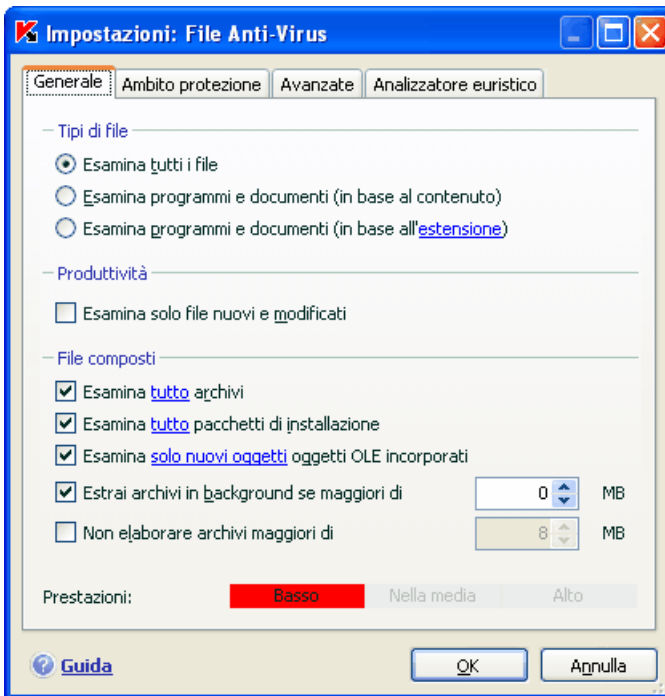 Impostazioni: File Anti-Virus
Generale Ambito protezione Avanzate Analizzatore euristico
Tipi di file
Esamina tutti i file
Esamina programmi e documenti (in base al contenuto)
Esamina programmi e documenti (in base all'estensione)
Produttività
Esamina solo file nuovi e modificati
File composti
Esamina tutto archivi
Esamina tutto pacchetti di installazione
Esamina solo nuovi oggetti oggetti OLE incorporati
Estrai archivi in background se maggiori di 0 MB
Non elaborare archivi maggiori di 8 MB
Prestazioni: Basso Nella media Alto
Guida OK Annulla